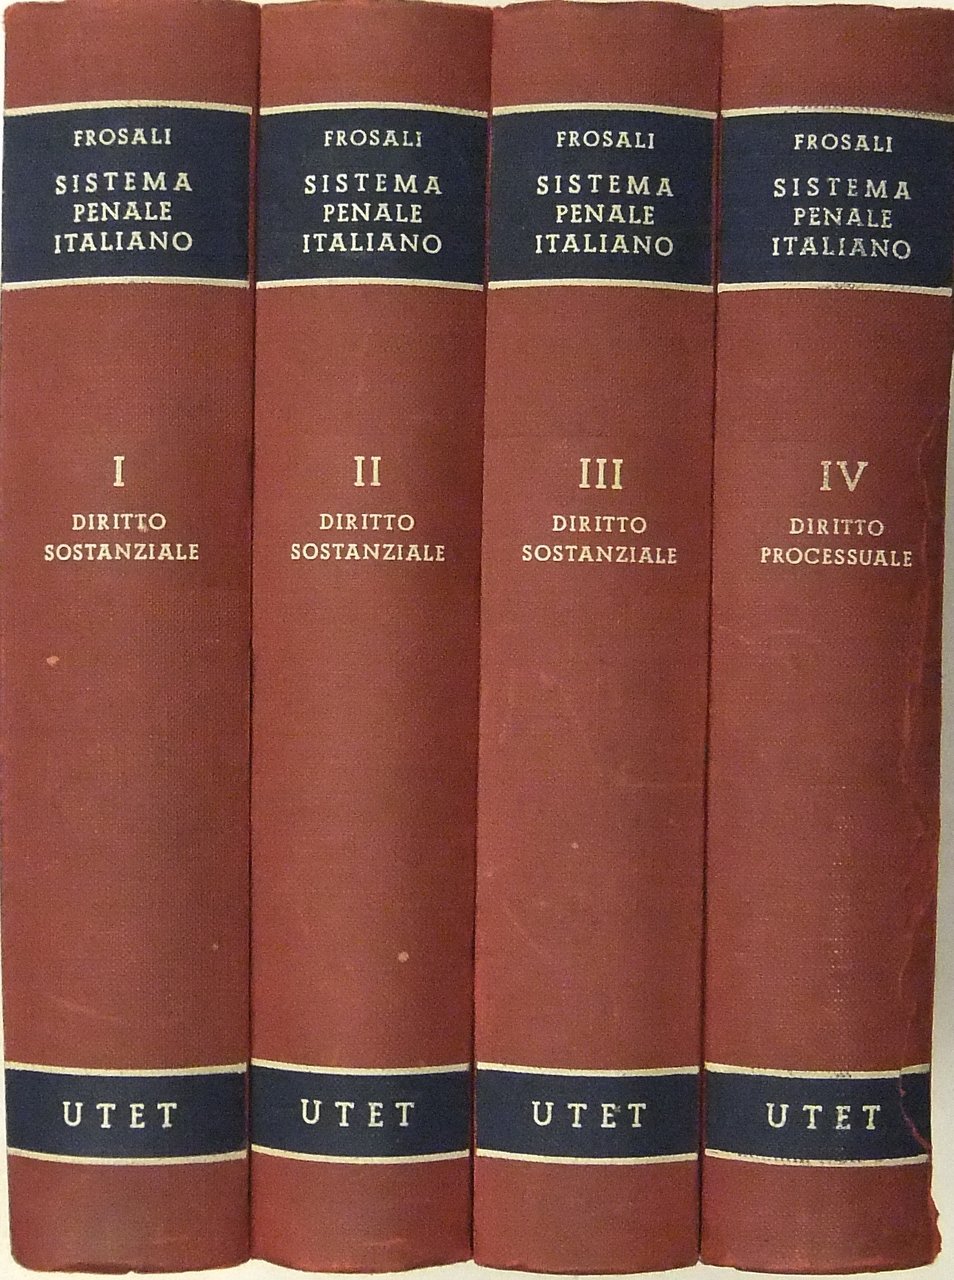 FROSALI
SISTEMA
PENALE
ITALIANO
I
DIRITTO
SOSTANZIALE
UTET
FROSALI
SISTEMA
PENALE
ITALIANO
II
DIRITTO
SOSTANZIALE
UTET
FROSALI
SISTEMA
PENALE
ITALIANO
III
DIRITTO
SOSTANZIALE
UTET
FROSALI
SISTEMA
PENALE
ITALIANO
IV
DIRITTO
PROCESSUALE
UTET